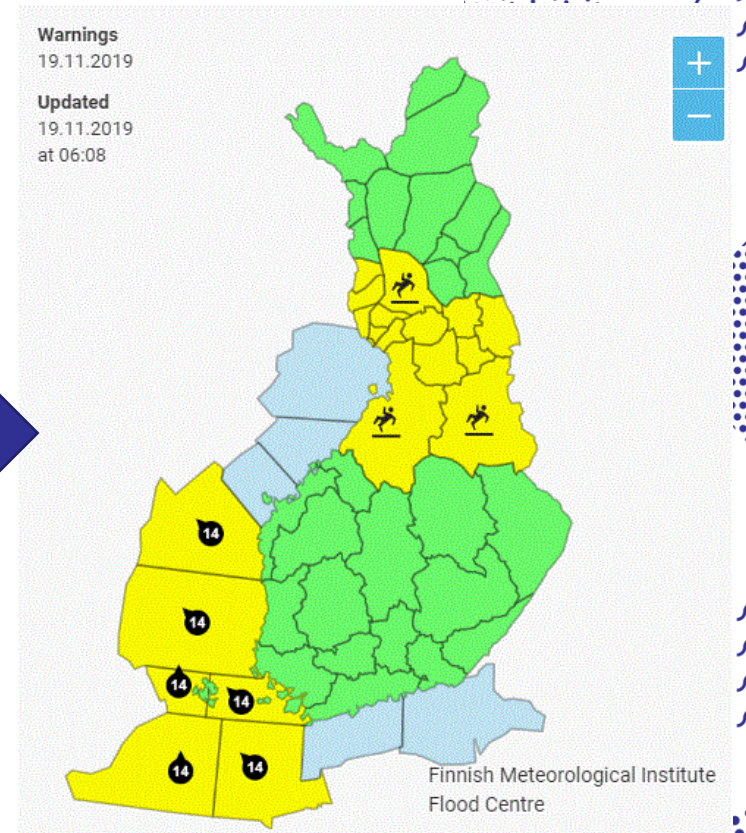 Warnings
19.11.2019
Updated
19.11.2019
at 06:08
+
−
14
14
14
14
14
14
Finnish Meteorological Institute
Flood Centre